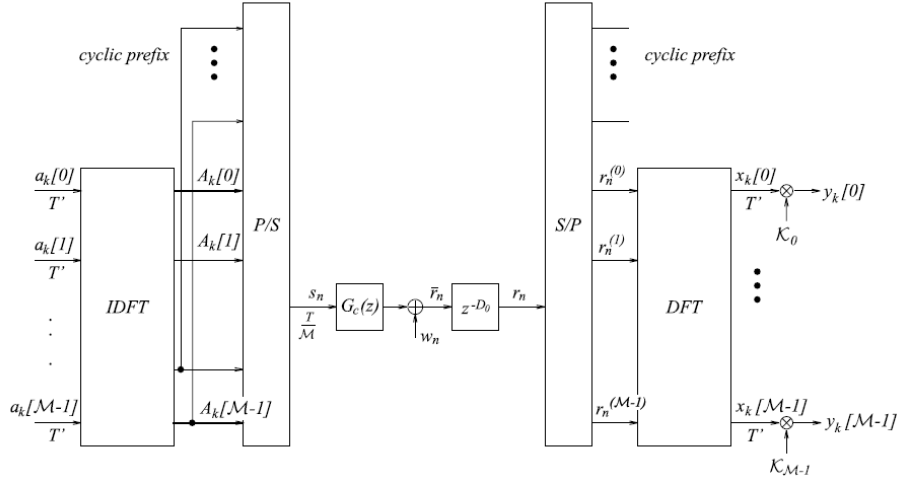 cyclic prefix
cyclic prefix
P/S
S/P
a_k[0]
T'
A_k[0]
a_k[1]
T'
A_k[1]
IDFT
s_n
T/M
G_c(z)
r̄_n
w_n
z^{-D_0}
r_n
r_n^{(0)}
r_n^{(1)}
DFT
x_k[0]
T'
y_k[0]
K_0
a_k[M-1]
T'
A_k[M-1]
r_n^{(M-1)}
x_k[M-1]
T'
y_k[M-1]
K_{M-1}